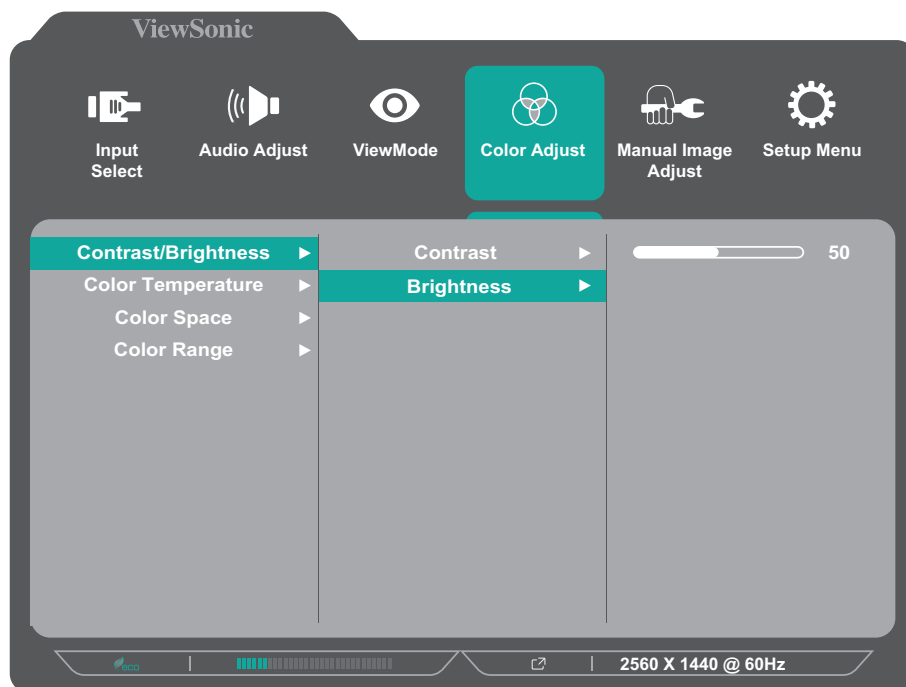 ViewSonic
Input Select
Audio Adjust
ViewMode
Color Adjust
Manual Image Adjust
Setup Menu
Contrast/Brightness
Color Temperature
Color Space
Color Range
Contrast
Brightness
50
eco
2560 X 1440 @ 60Hz